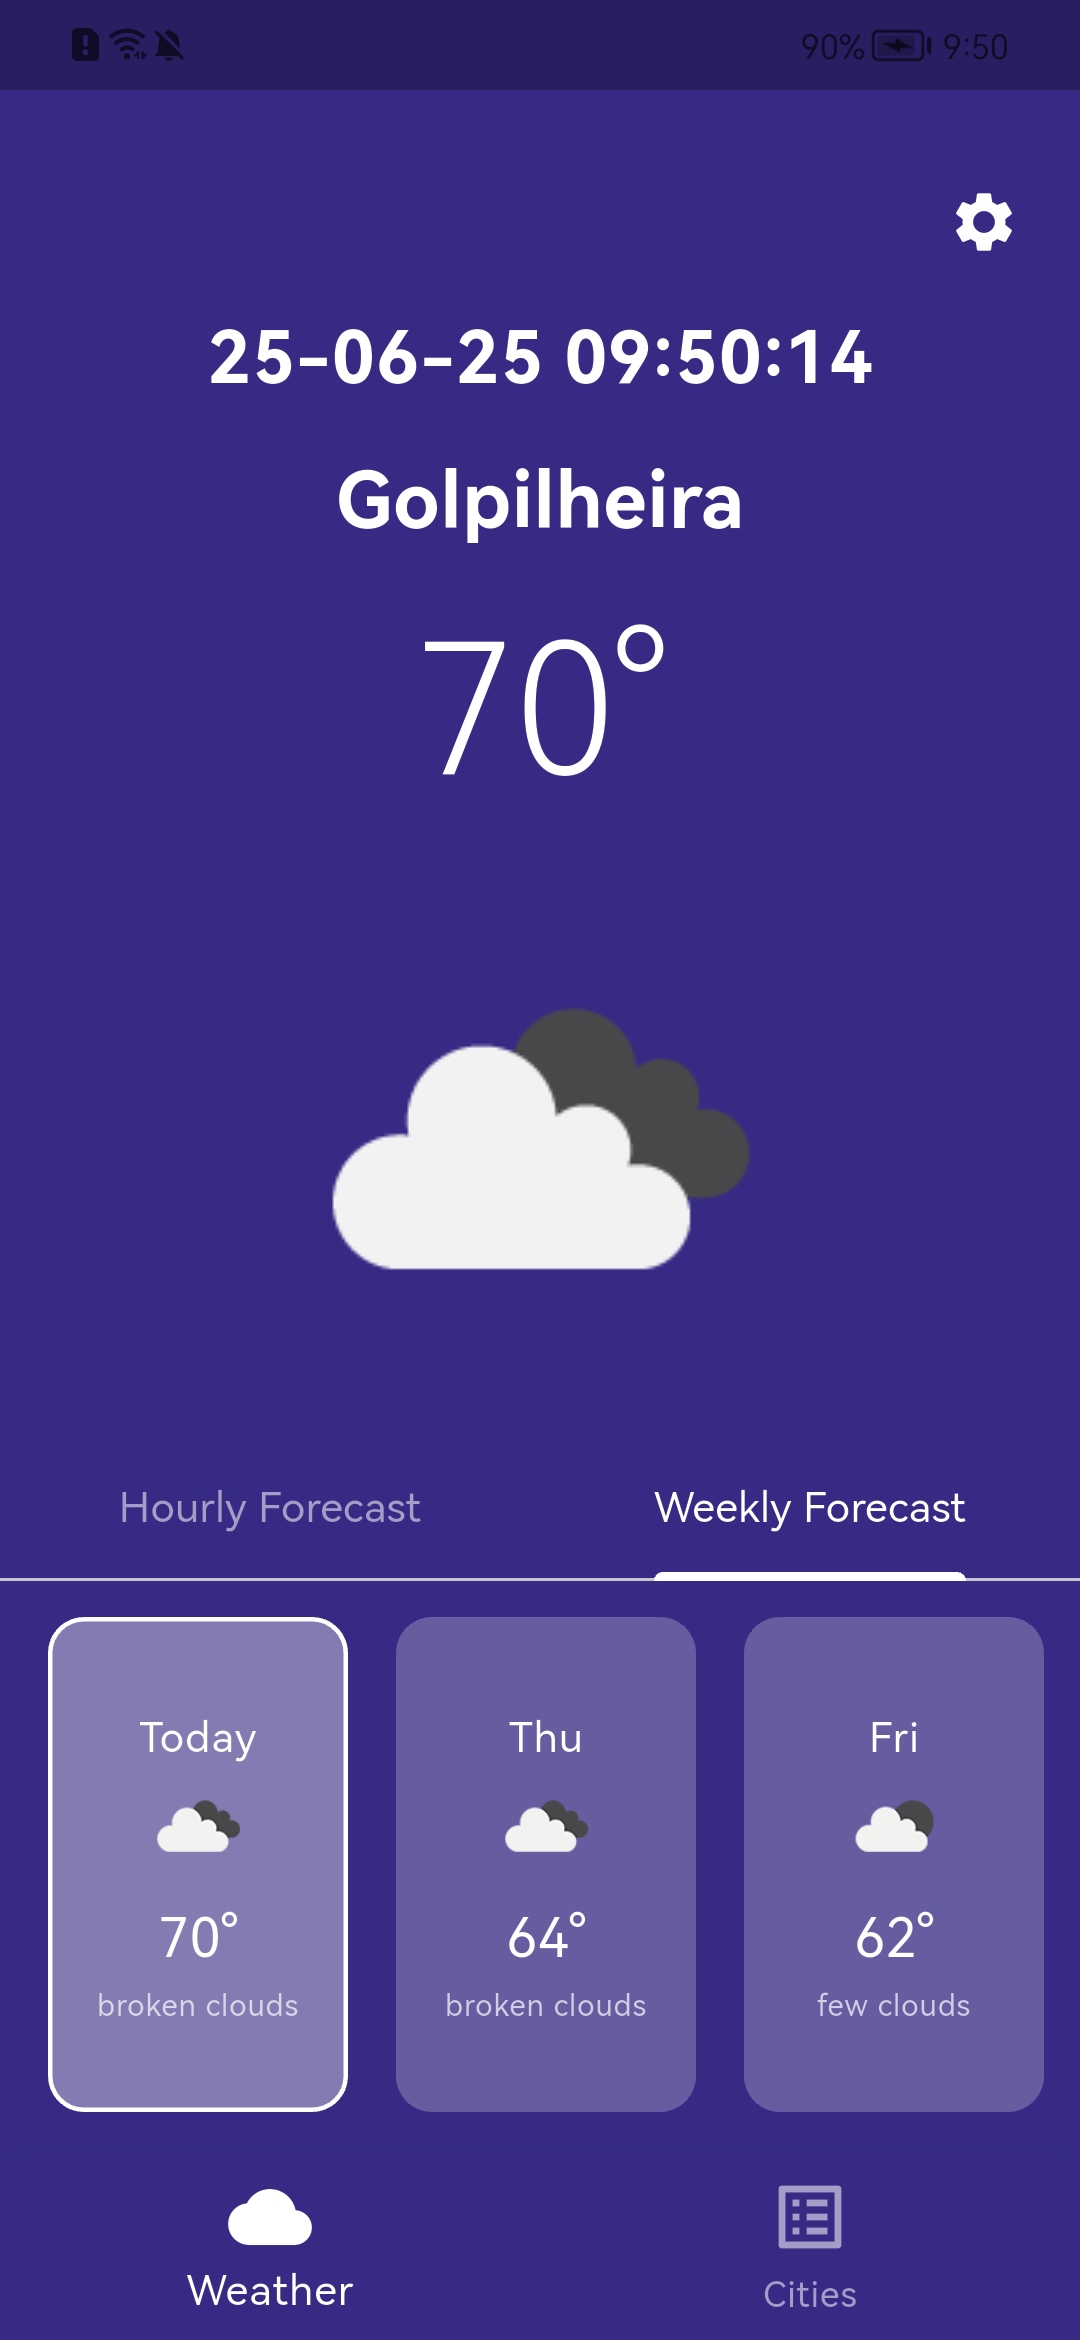 90% 9:50
25-06-25 09:50:14
Golpilheira
70°
Hourly Forecast Weekly Forecast
Today Thu Fri
70° 64° 62°
broken clouds broken clouds few clouds
Weather Cities